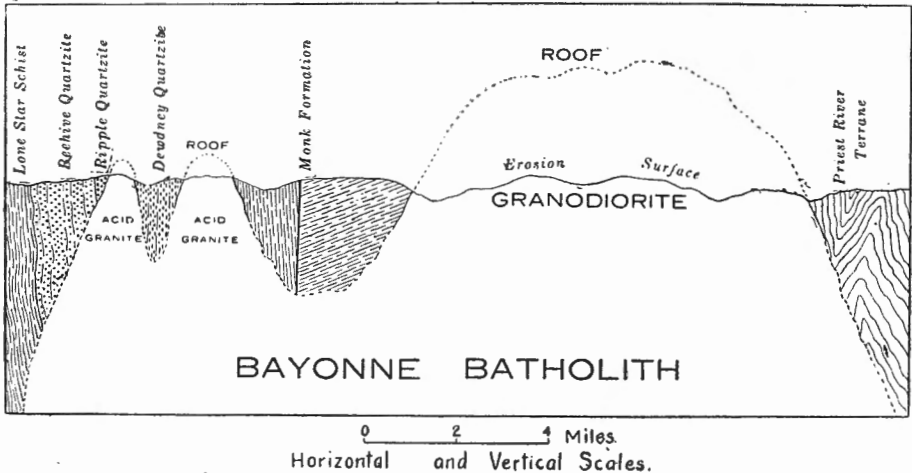 Lone Star Schist
Beehive Quartzite
Ripple Quartzite
Dewdney Quartzite
ROOF
Monk Formation
ROOF
Erosion Surface
Priest River
Terrane
ACID
GRANITE
ACID
GRANITE
GRANODIORITE
BAYONNE BATHOLITH
0 2 4 Miles.
Horizontal and Vertical Scales.